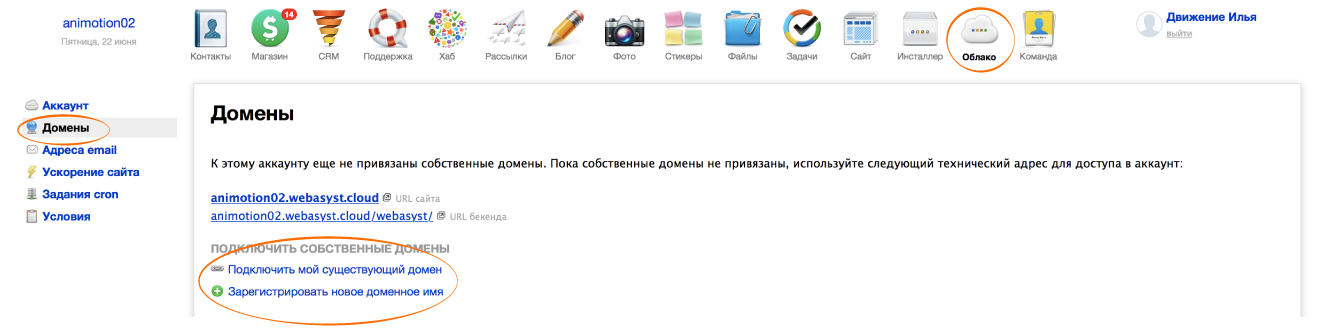 animotion02
Пятница, 22 июня
14
Контакты Магазин CRM Поддержка Хаб Рассылки Блог Фото Стикеры Файлы Задачи Сайт Инсталлер Облако Команда
Движение Илья
выйти
Аккаунт
Домены
Адреса email
Ускорение сайта
Задания cron
Условия
Домены
К этому аккаунту еще не привязаны собственные домены. Пока собственные домены не привязаны, используйте следующий технический адрес для доступа в аккаунт:
animotion02.webasyst.cloud URL сайта
animotion02.webasyst.cloud/webasyst/ URL бекенда
ПОДКЛЮЧИТЬ СОБСТВЕННЫЕ ДОМЕНЫ
Подключить мой существующий домен
Зарегистрировать новое доменное имя